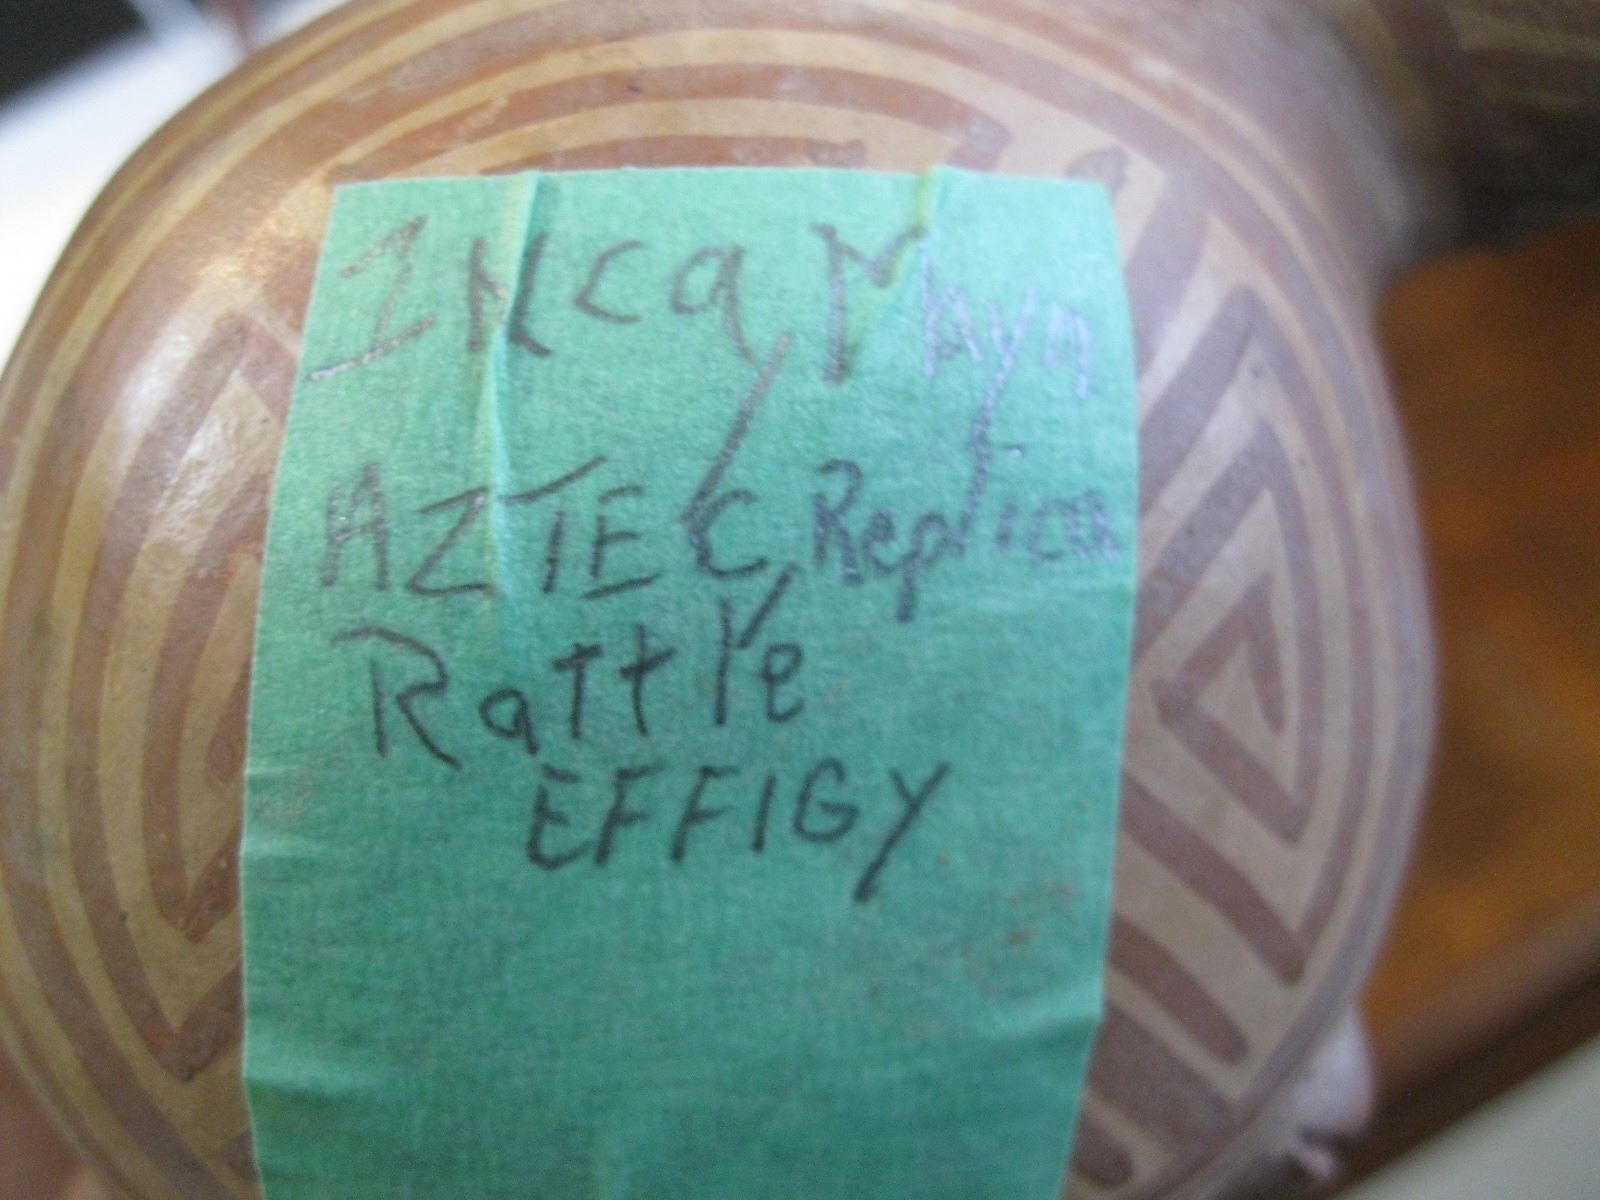 Inca, Maya
AZTEC, Replica
Rattle
EFFIGY